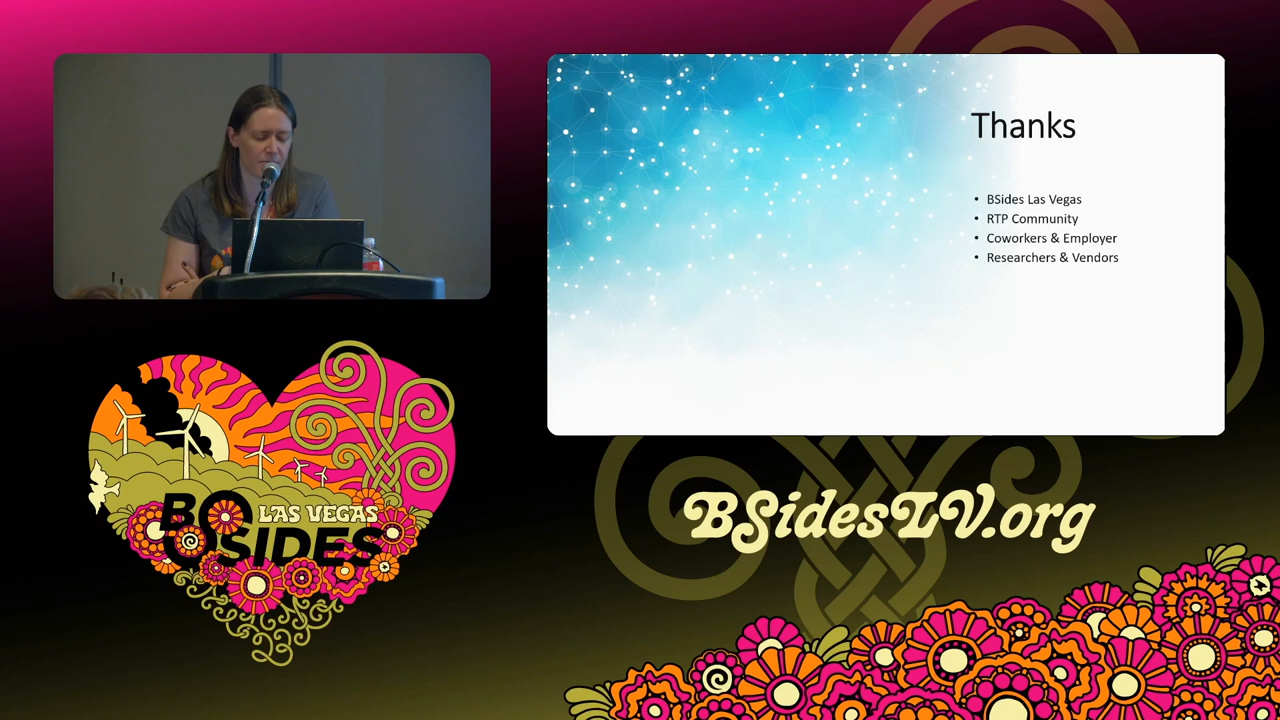 Thanks
• BSides Las Vegas
• RTP Community
• Coworkers & Employer
• Researchers & Vendors
BSIDES
LAS VEGAS
BSidesLV.org